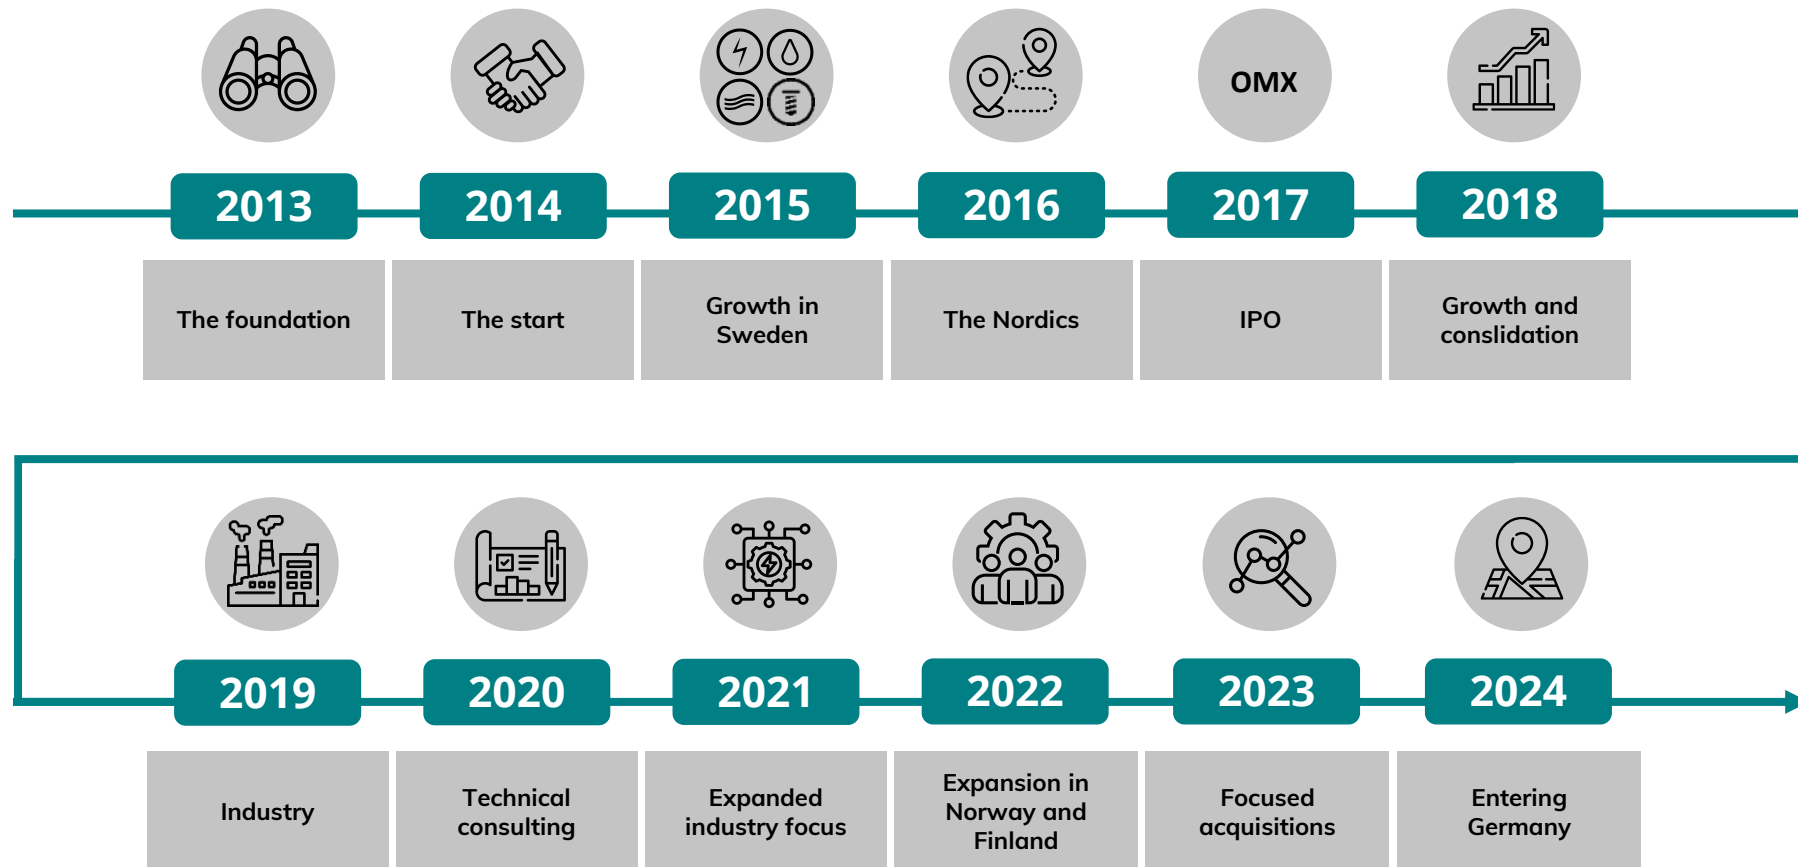 OMX
2013
2014
2015
2016
2017
2018
The foundation
The start
Growth in
Sweden
The Nordics
IPO
Growth and
conslidation
2019
2020
2021
2022
2023
2024
Industry
Technical
consulting
Expanded
industry focus
Expansion in
Norway and
Finland
Focused
acquisitions
Entering
Germany